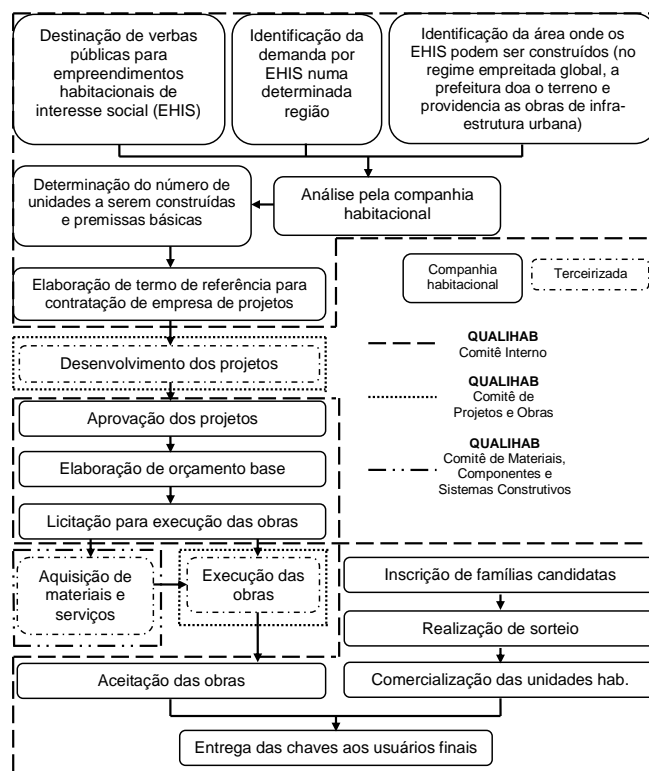 Destinação de verbas
públicas para
empreendimentos
habitacionais de
interesse social (EHIS)
Identificação da
demanda por
EHIS numa
determinada
região
Identificação da área onde os
EHIS podem ser construídos (no
regime empreitada global, a
prefeitura doa o terreno e
providencia as obras de infra-
estrutura urbana)
Determinação do número de
unidades a serem construídas
e premissas básicas
Análise pela companhia
habitacional
Elaboração de termo de referência para
contratação de empresa de projetos
Companhia
habitacional
Terceirizada
Desenvolvimento dos projetos
QUALIHAB
Comitê Interno
QUALIHAB
Comitê de
Projetos e Obras
QUALIHAB
Comitê de Materiais,
Componentes e
Sistemas Construtivos
Aprovação dos projetos
Elaboração de orçamento base
Licitação para execução das obras
Aquisição de
materiais e
serviços
Execução das
obras
Inscrição de famílias candidatas
Realização de sorteio
Aceitação das obras
Comercialização das unidades hab.
Entrega das chaves aos usuários finais